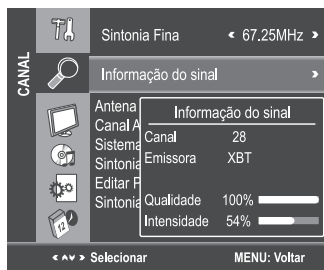 CANAL
Sintonia Fina 67.25MHz
Informação do sinal
Antena
Canal A
Sistema
Sintonia
Editar P
Sintonia
Informação do sinal
Canal 28
Emissora XBT
Qualidade 100%
Intensidade 54%
12
Selecionar MENU: Voltar